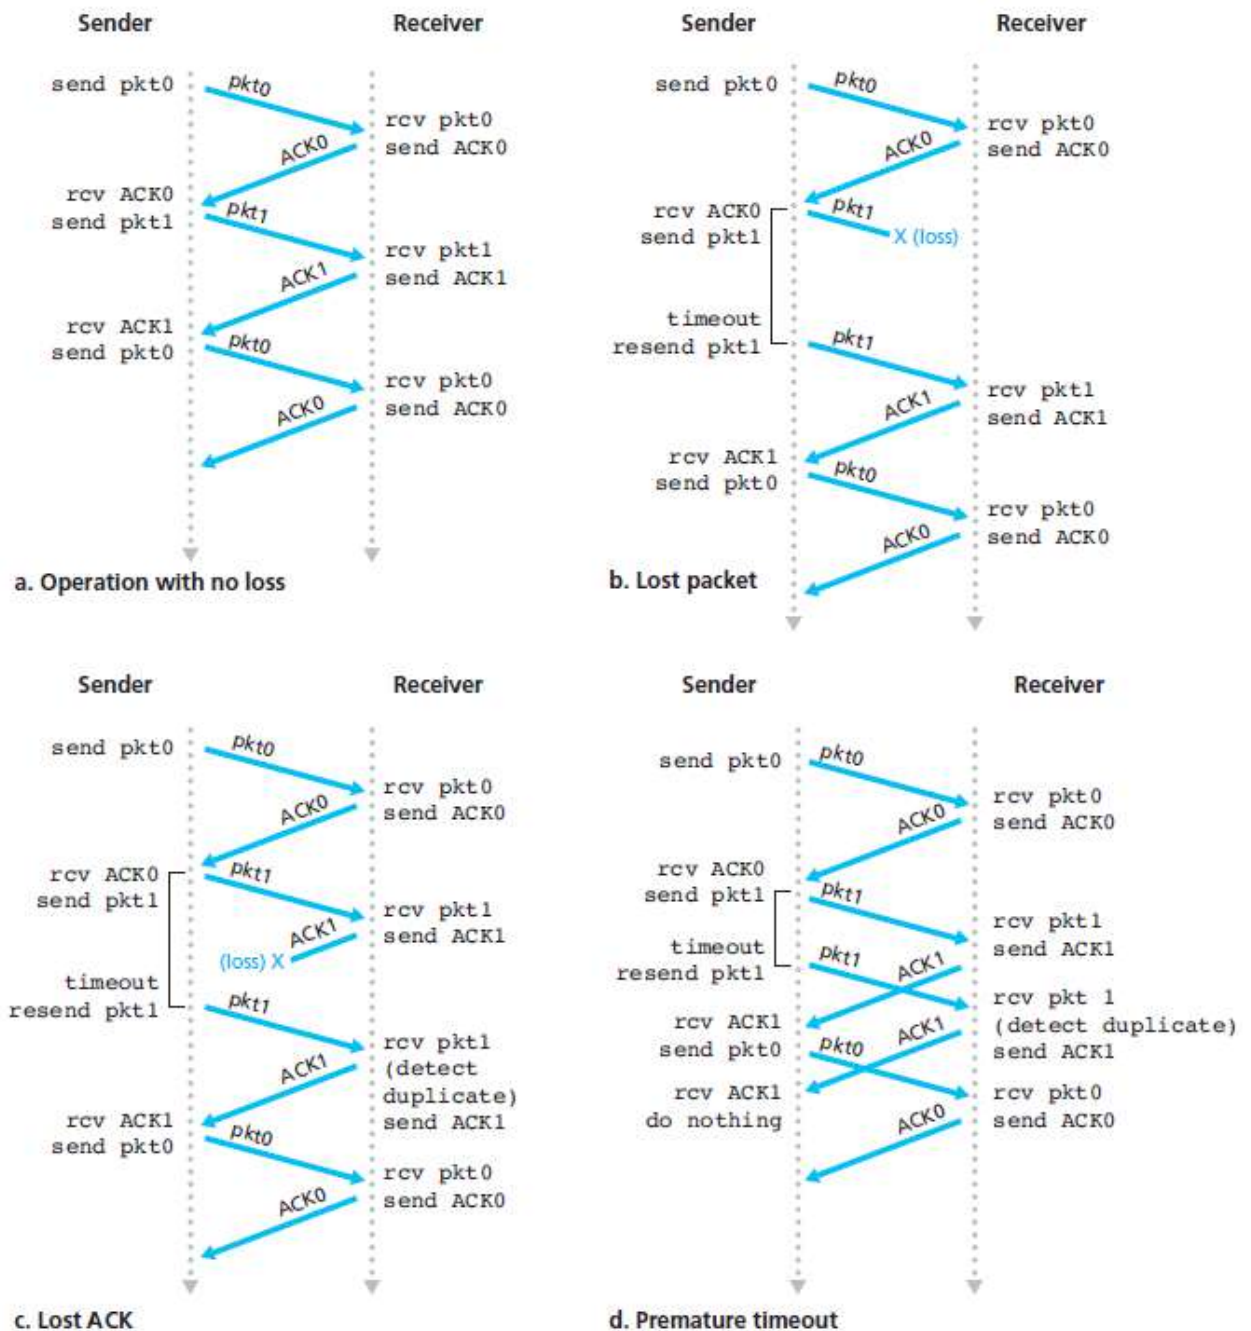 Sender
Receiver
send pkt0
pkt0
rcv pkt0
send ACK0
ACK0
rcv ACK0
send pkt1
pkt1
rcv pkt1
send ACK1
ACK1
rcv ACK1
send pkt0
pkt0
rcv pkt0
send ACK0
ACK0
a. Operation with no loss
Sender
Receiver
send pkt0
pkt0
rcv pkt0
send ACK0
ACK0
rcv ACK0
send pkt1
pkt1
X (loss)
timeout
resend pkt1
pkt1
rcv pkt1
send ACK1
ACK1
rcv ACK1
send pkt0
pkt0
rcv pkt0
send ACK0
ACK0
b. Lost packet
Sender
Receiver
send pkt0
pkt0
rcv pkt0
send ACK0
ACK0
rcv ACK0
send pkt1
pkt1
rcv pkt1
send ACK1
ACK1
(loss) X
timeout
resend pkt1
pkt1
rcv pkt1
(detect
duplicate)
send ACK1
ACK1
rcv ACK1
send pkt0
pkt0
rcv pkt0
send ACK0
ACK0
c. Lost ACK
Sender
Receiver
send pkt0
pkt0
rcv pkt0
send ACK0
ACK0
rcv ACK0
send pkt1
pkt1
rcv pkt1
send ACK1
timeout
resend pkt1
pkt1
ACK1
rcv pkt 1
(detect duplicate)
send ACK1
rcv ACK1
send pkt0
pkt0
ACK1
rcv ACK1
do nothing
rcv pkt0
send ACK0
ACK0
d. Premature timeout